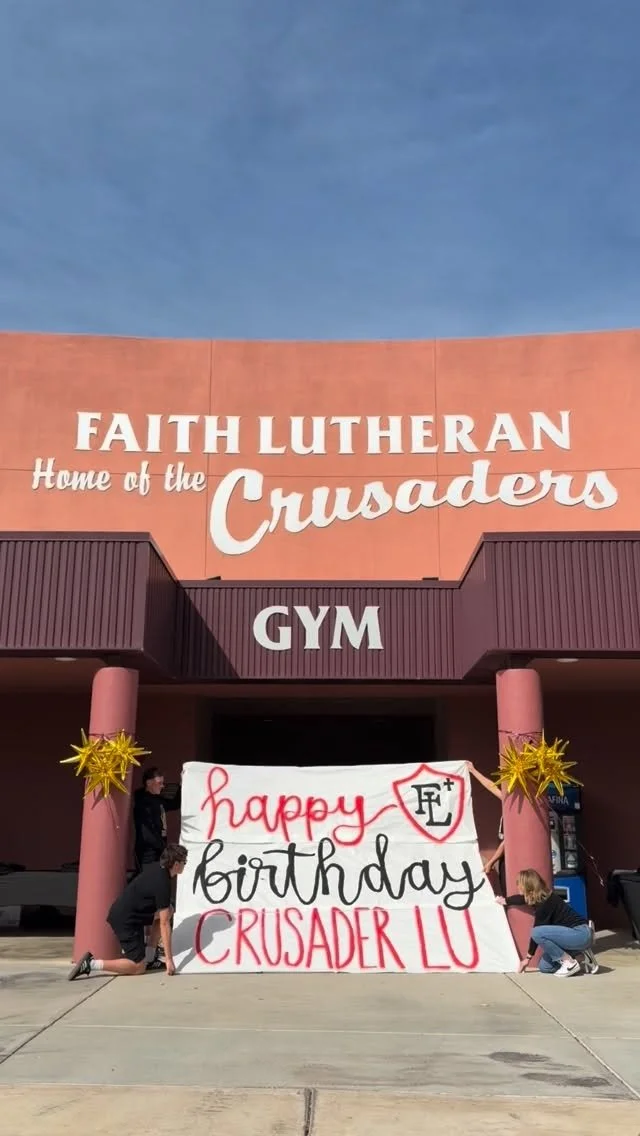 FAITH LUTHERAN
Home of the Crusaders
GYM
happy FL
birthday
CRUSADER LU